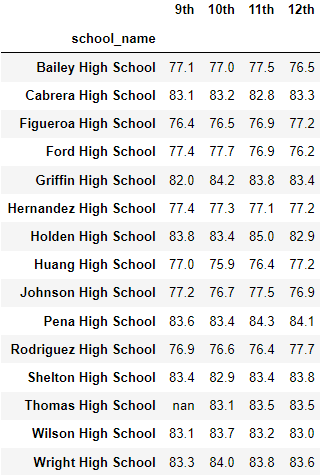 9th 10th 11th 12th
school_name
Bailey High School 77.1 77.0 77.5 76.5
Cabrera High School 83.1 83.2 82.8 83.3
Figueroa High School 76.4 76.5 76.9 77.2
Ford High School 77.4 77.7 76.9 76.2
Griffin High School 82.0 84.2 83.8 83.4
Hernandez High School 77.4 77.3 77.1 77.2
Holden High School 83.8 83.4 85.0 82.9
Huang High School 77.0 75.9 76.4 77.2
Johnson High School 77.2 76.7 77.5 76.9
Pena High School 83.6 83.4 84.3 84.1
Rodriguez High School 76.9 76.6 76.4 77.7
Shelton High School 83.4 82.9 83.4 83.8
Thomas High School nan 83.1 83.5 83.5
Wilson High School 83.1 83.7 83.2 83.0
Wright High School 83.3 84.0 83.8 83.6